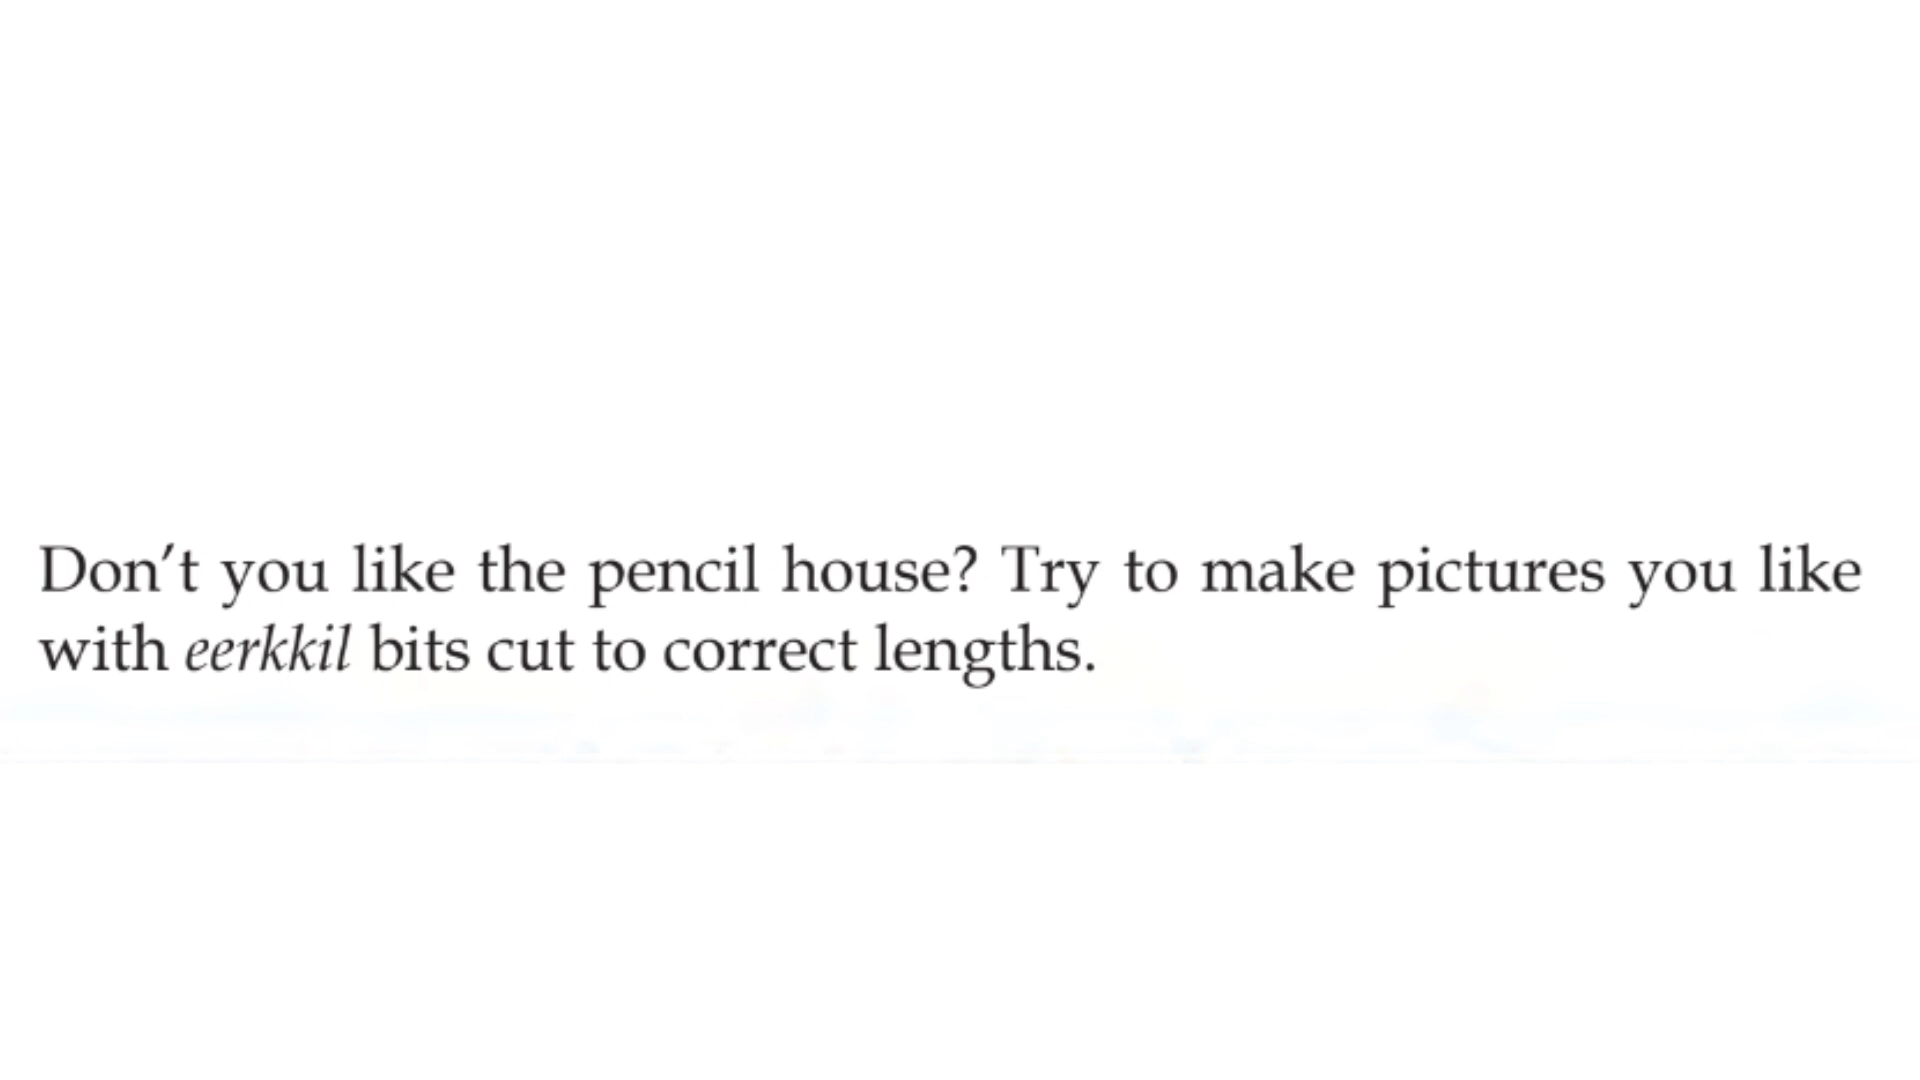 Don’t you like the pencil house? Try to make pictures you like
with eerkkil bits cut to correct lengths.